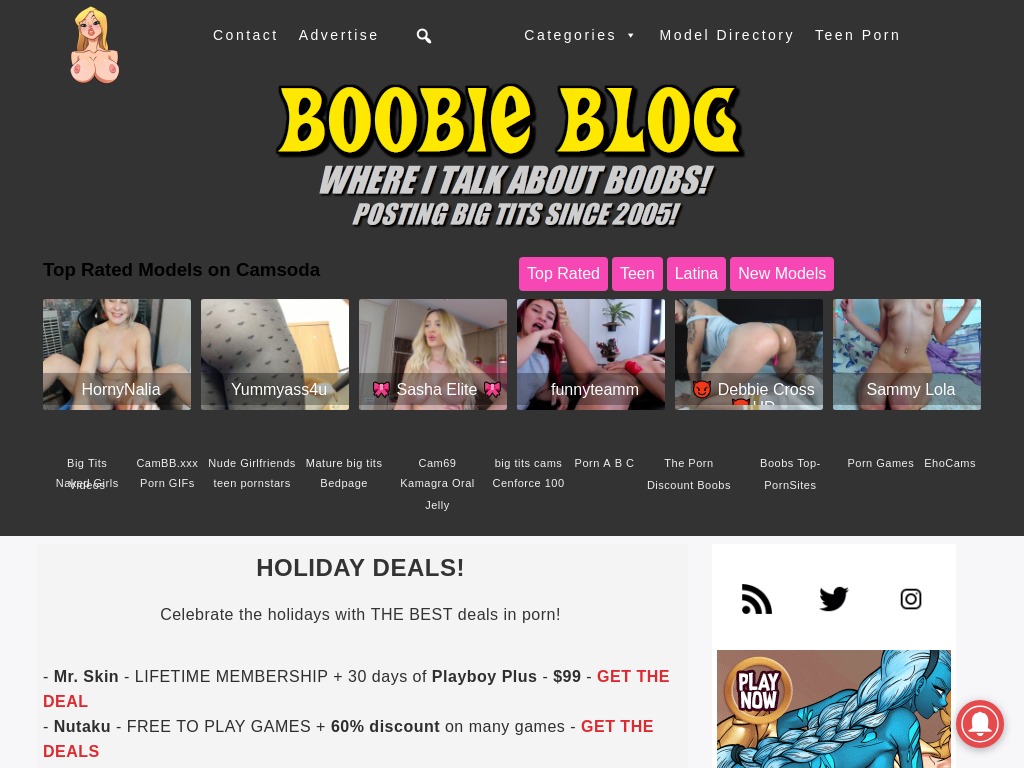 Contact Advertise Categories Model Directory Teen Porn
BOOBIE BLOG
WHERE I TALK ABOUT BOOBS!
POSTING BIG TITS SINCE 2005!
Top Rated Models on Camsoda
Top Rated Teen Latina New Models
HornyNalia
Yummyass4u
🎀 Sasha Elite 🎀
funnyteamm
😈 Debbie Cross
😈HD
Sammy Lola
Big Tits
Videos
CamBB.xxx
Nude Girlfriends
Mature big tits
Cam69
big tits cams
Porn A B C
The Porn
Boobs Top-
Porn Games
EhoCams
Naked Girls
Porn GIFs
teen pornstars
Bedpage
Kamagra Oral
Jelly
Cenforce 100
Discount Boobs
PornSites
HOLIDAY DEALS!
Celebrate the holidays with THE BEST deals in porn!
- Mr. Skin - LIFETIME MEMBERSHIP + 30 days of Playboy Plus - $99 - GET THE
DEAL
- Nutaku - FREE TO PLAY GAMES + 60% discount on many games - GET THE
DEALS
PLAY
NOW